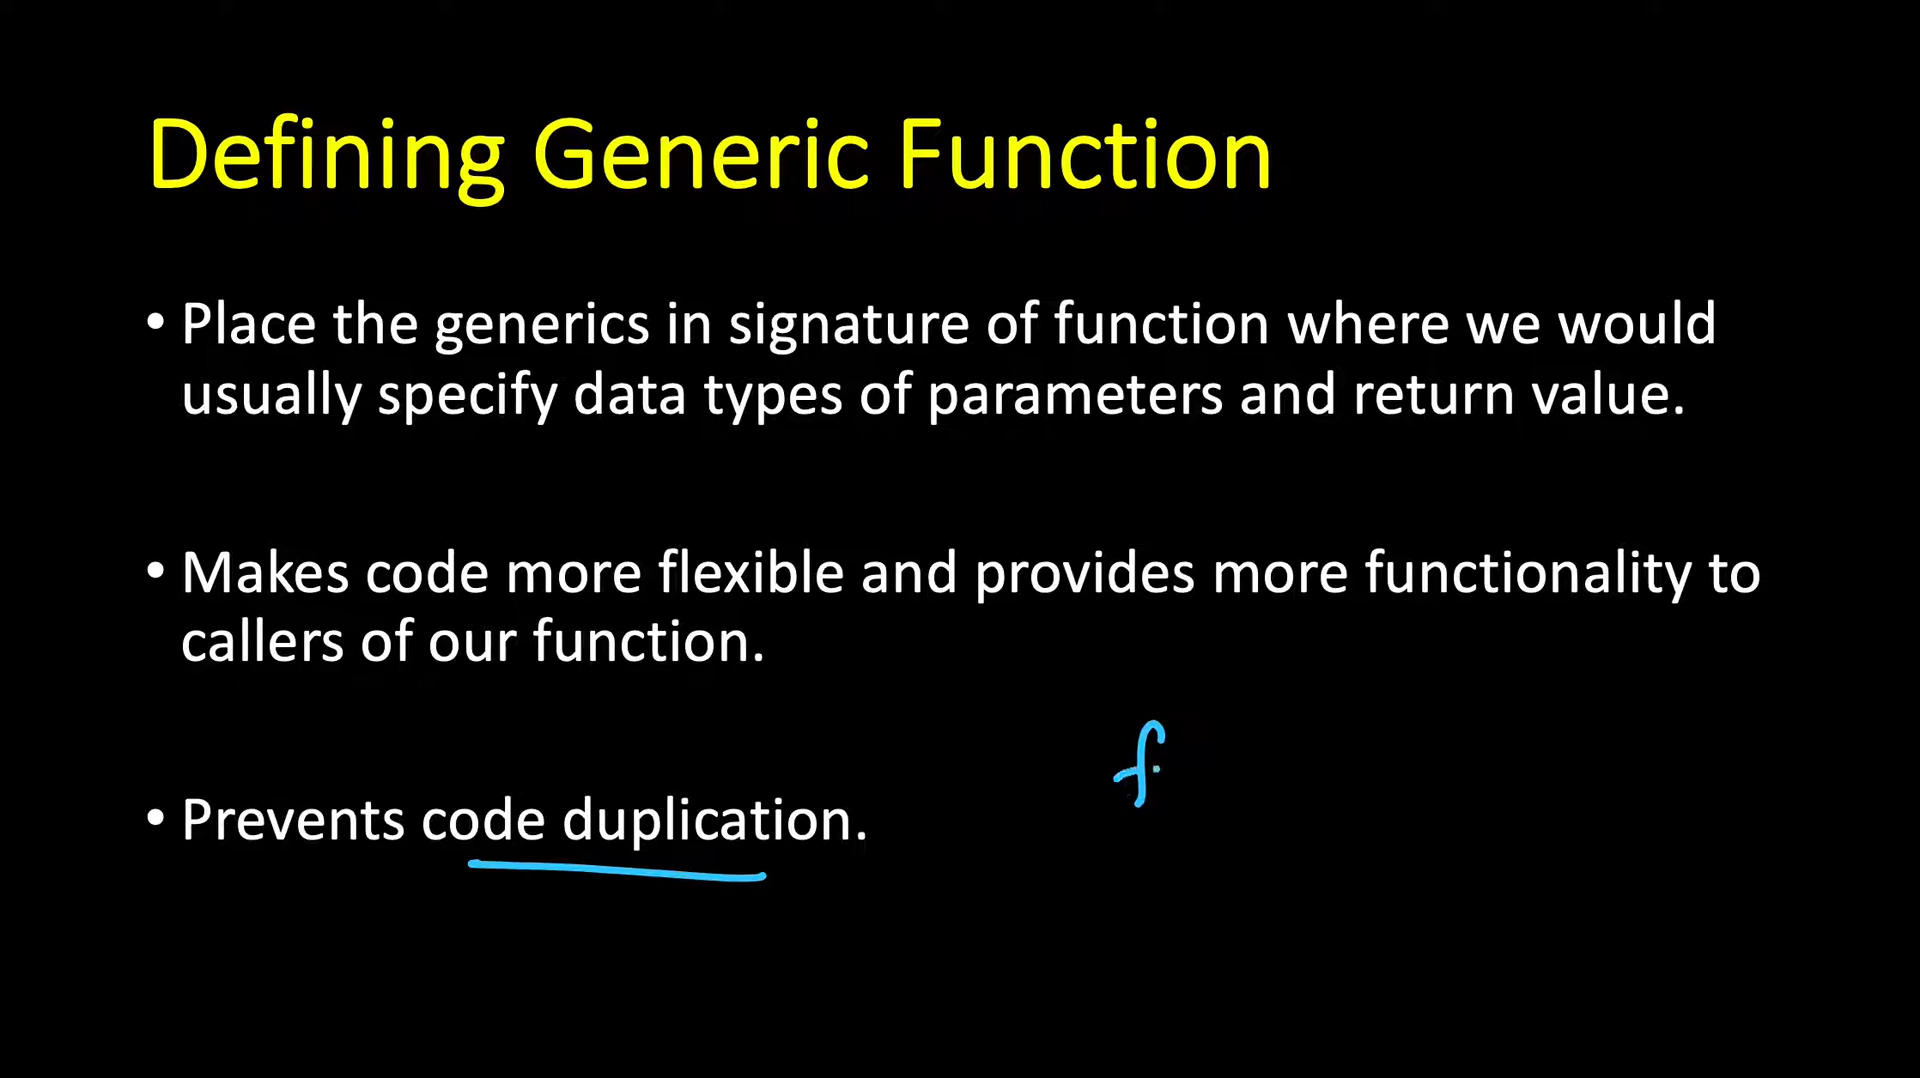 Defining Generic Function
• Place the generics in signature of function where we would
usually specify data types of parameters and return value.
• Makes code more flexible and provides more functionality to
callers of our function.
f
• Prevents code duplication.